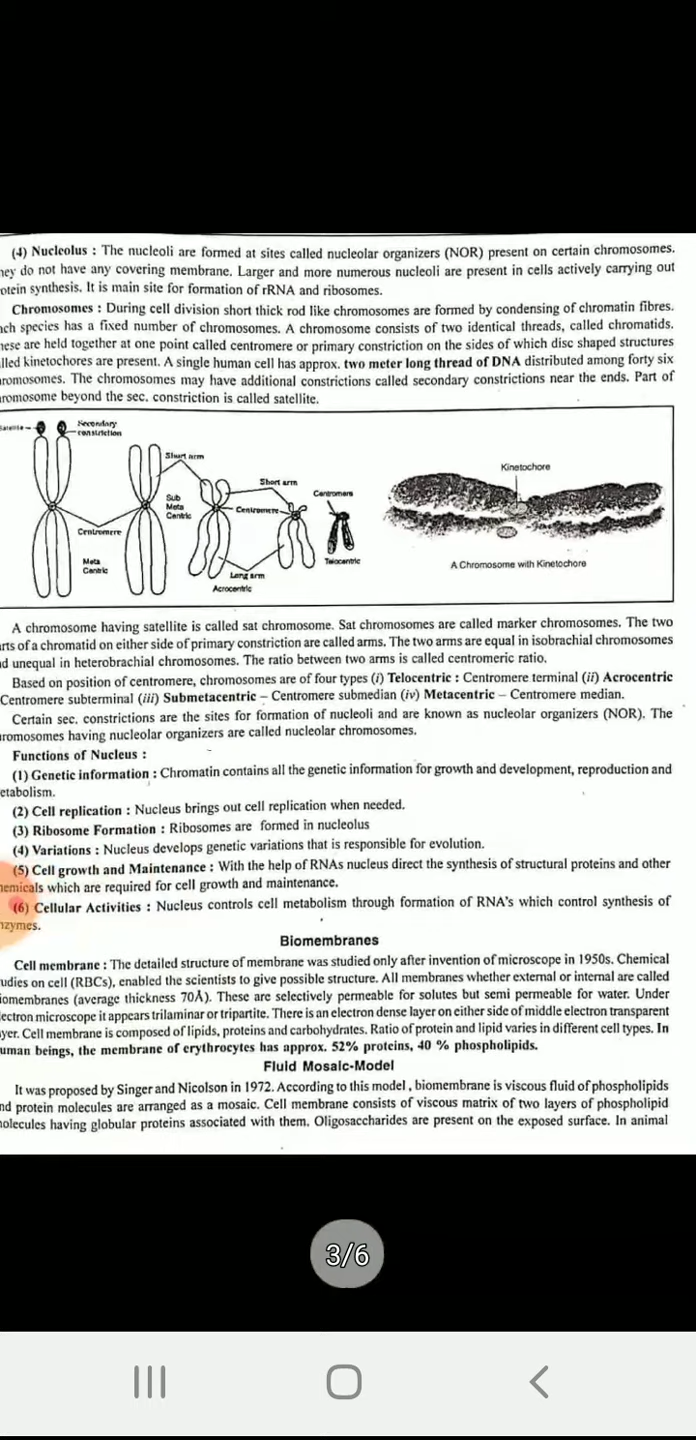 (4) Nucleolus : The nucleoli are formed at sites called nucleolar organizers (NOR) present on certain chromosomes.
hey do not have any covering membrane. Larger and more numerous nucleoli are present in cells actively carrying out
otein synthesis. It is main site for formation of rRNA and ribosomes.
Chromosomes : During cell division short thick rod like chromosomes are formed by condensing of chromatin fibres.
ach species has a fixed number of chromosomes. A chromosome consists of two identical threads, called chromatids.
hese are held together at one point called centromere or primary constriction on the sides of which disc shaped structures
lled kinetochores are present. A single human cell has approx. two meter long thread of DNA distributed among forty six
romosomes. The chromosomes may have additional constrictions called secondary constrictions near the ends. Part of
romosome beyond the sec. constriction is called satellite.
Secondary
constriction
Short arm
Short arm
Kinetochore
Centromere
Sub
Meta
Centric
Centromere
Centromere
Meta
Centric
Telocentric
A Chromosome with Kinetochore
Long arm
Acrocentric
A chromosome having satellite is called sat chromosome. Sat chromosomes are called marker chromosomes. The two
rts of a chromatid on either side of primary constriction are called arms. The two arms are equal in isobrachial chromosomes
d unequal in heterobrachial chromosomes. The ratio between two arms is called centromeric ratio.
Based on position of centromere, chromosomes are of four types (i) Telocentric : Centromere terminal (ii) Acrocentric
Centromere subterminal (iii) Submetacentric – Centromere submedian (iv) Metacentric – Centromere median.
Certain sec. constrictions are the sites for formation of nucleoli and are known as nucleolar organizers (NOR). The
romosomes having nucleolar organizers are called nucleolar chromosomes.
Functions of Nucleus :
(1) Genetic information : Chromatin contains all the genetic information for growth and development, reproduction and
etabolism.
(2) Cell replication : Nucleus brings out cell replication when needed.
(3) Ribosome Formation : Ribosomes are formed in nucleolus
(4) Variations : Nucleus develops genetic variations that is responsible for evolution.
(5) Cell growth and Maintenance : With the help of RNAs nucleus direct the synthesis of structural proteins and other
hemicals which are required for cell growth and maintenance.
(6) Cellular Activities : Nucleus controls cell metabolism through formation of RNA's which control synthesis of
nzymes.
Biomembranes
Cell membrane : The detailed structure of membrane was studied only after invention of microscope in 1950s. Chemical
udies on cell (RBCs), enabled the scientists to give possible structure. All membranes whether external or internal are called
iomembranes (average thickness 70Å). These are selectively permeable for solutes but semi permeable for water. Under
ectron microscope it appears trilaminar or tripartite. There is an electron dense layer on either side of middle electron transparent
yer. Cell membrane is composed of lipids, proteins and carbohydrates. Ratio of protein and lipid varies in different cell types. In
uman beings, the membrane of erythrocytes has approx. 52% proteins, 40 % phospholipids.
Fluid Mosaic-Model
It was proposed by Singer and Nicolson in 1972. According to this model , biomembrane is viscous fluid of phospholipids
nd protein molecules are arranged as a mosaic. Cell membrane consists of viscous matrix of two layers of phospholipid
nolecules having globular proteins associated with them. Oligosaccharides are present on the exposed surface. In animal
3/6